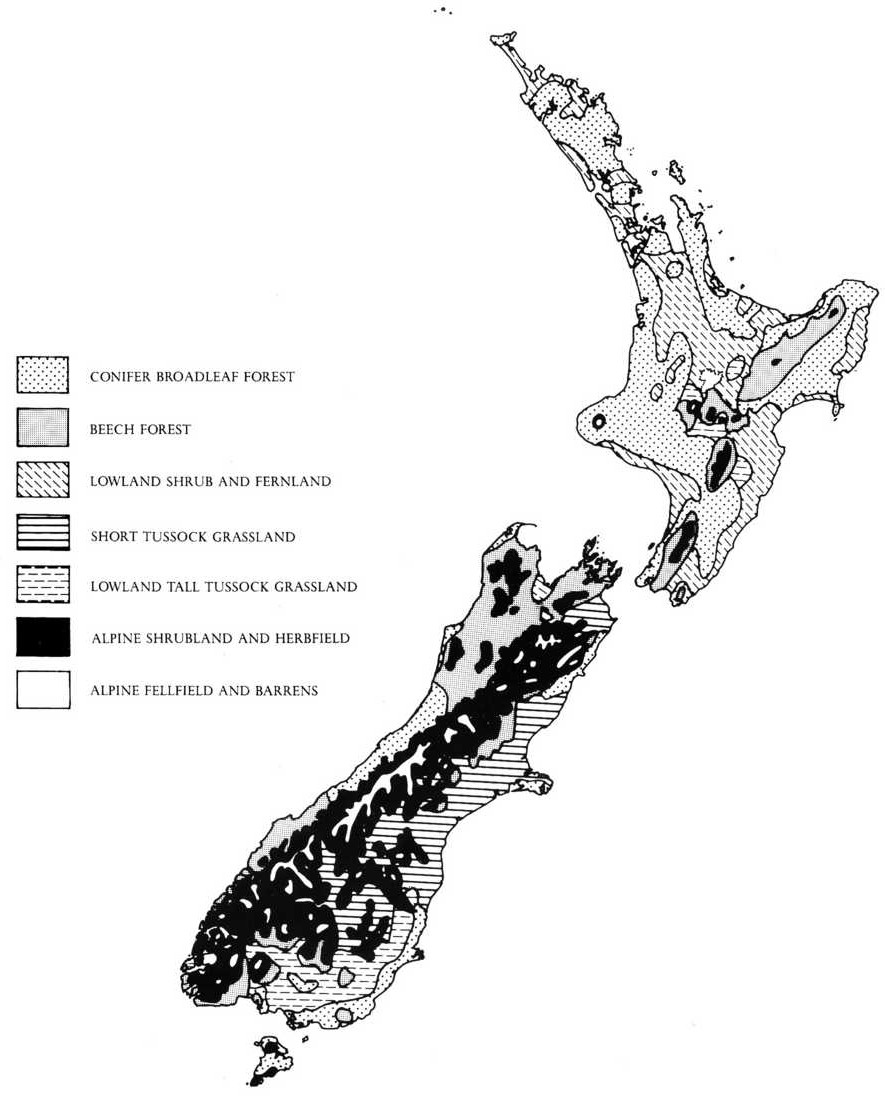 CONIFER BROADLEAF FOREST
BEECH FOREST
LOWLAND SHRUB AND FERNLAND
SHORT TUSSOCK GRASSLAND
LOWLAND TALL TUSSOCK GRASSLAND
ALPINE SHRUBLAND AND HERBFIELD
ALPINE FELLFIELD AND BARRENS